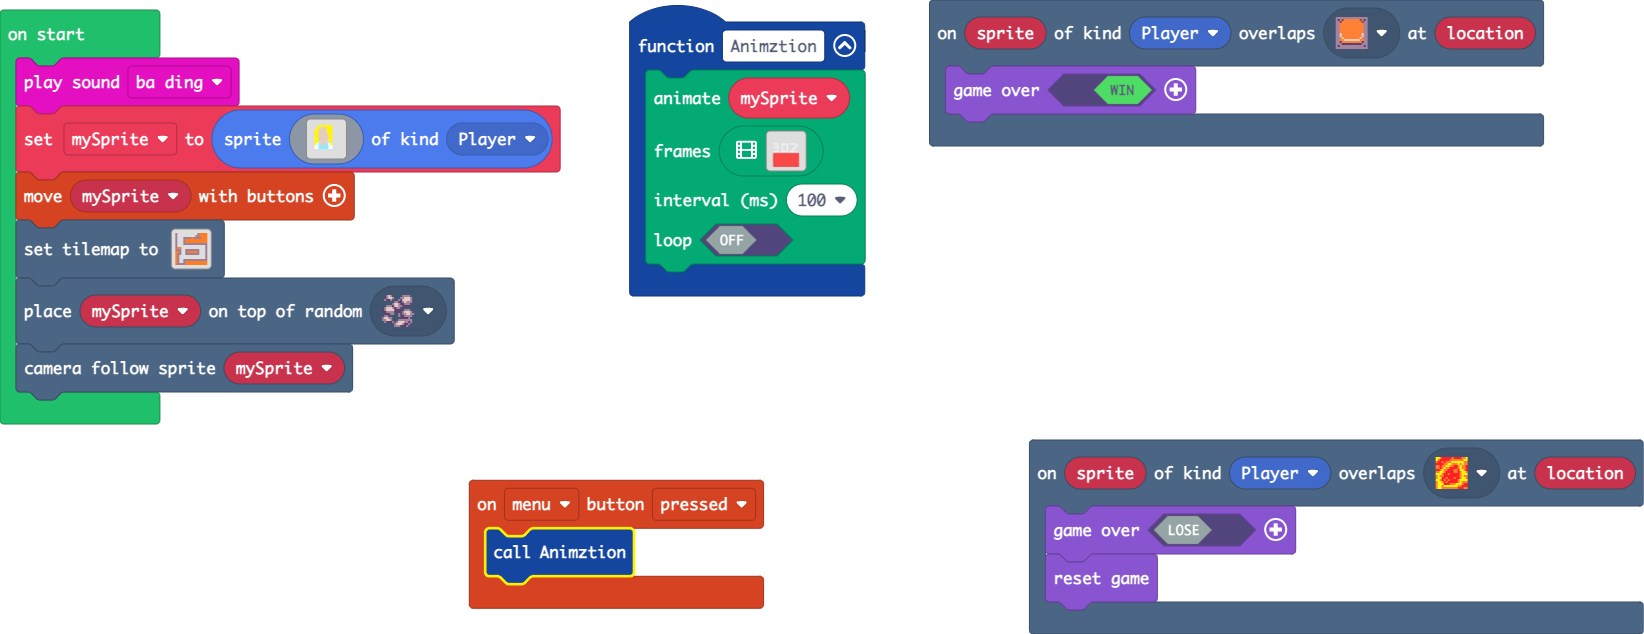 on start
play sound ba ding
set mySprite to sprite of kind Player
move mySprite with buttons
set tilemap to
place mySprite on top of random
camera follow sprite mySprite
function Animztion
animate mySprite
frames 302
interval (ms) 100
loop OFF
on sprite of kind Player overlaps at location
game over WIN
on menu button pressed
call Animztion
on sprite of kind Player overlaps at location
game over LOSE
reset game